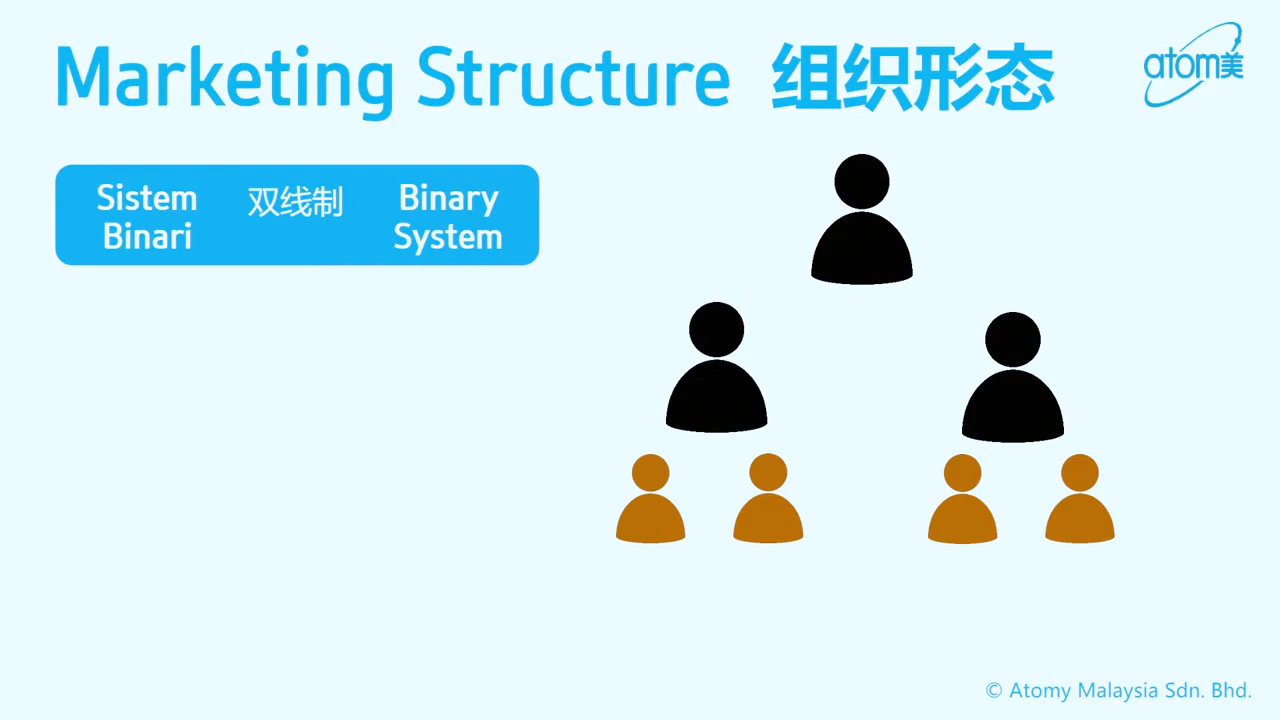 Marketing Structure 组织形态
atom美
Sistem 双线制 Binary
Binari System
© Atomy Malaysia Sdn. Bhd.